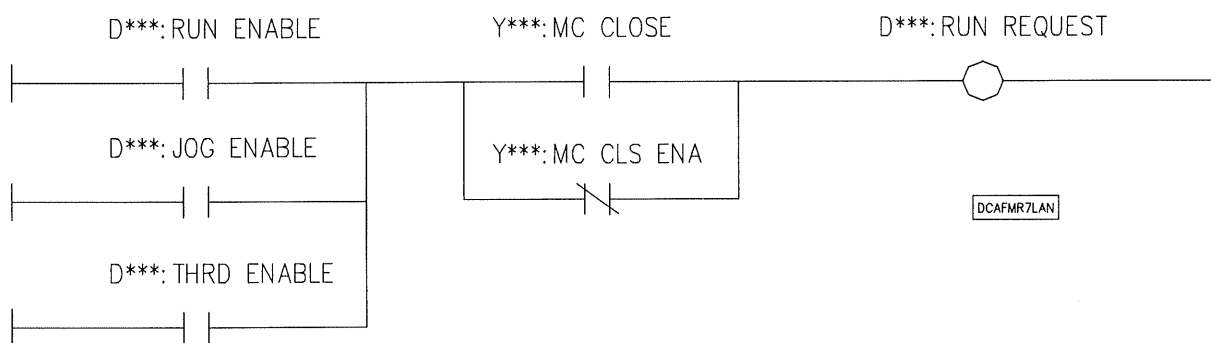 D***: RUN ENABLE
Y***: MC CLOSE
D***: RUN REQUEST
D***: JOG ENABLE
Y***: MC CLS ENA
DCAFMR7LAN
D***: THRD ENABLE